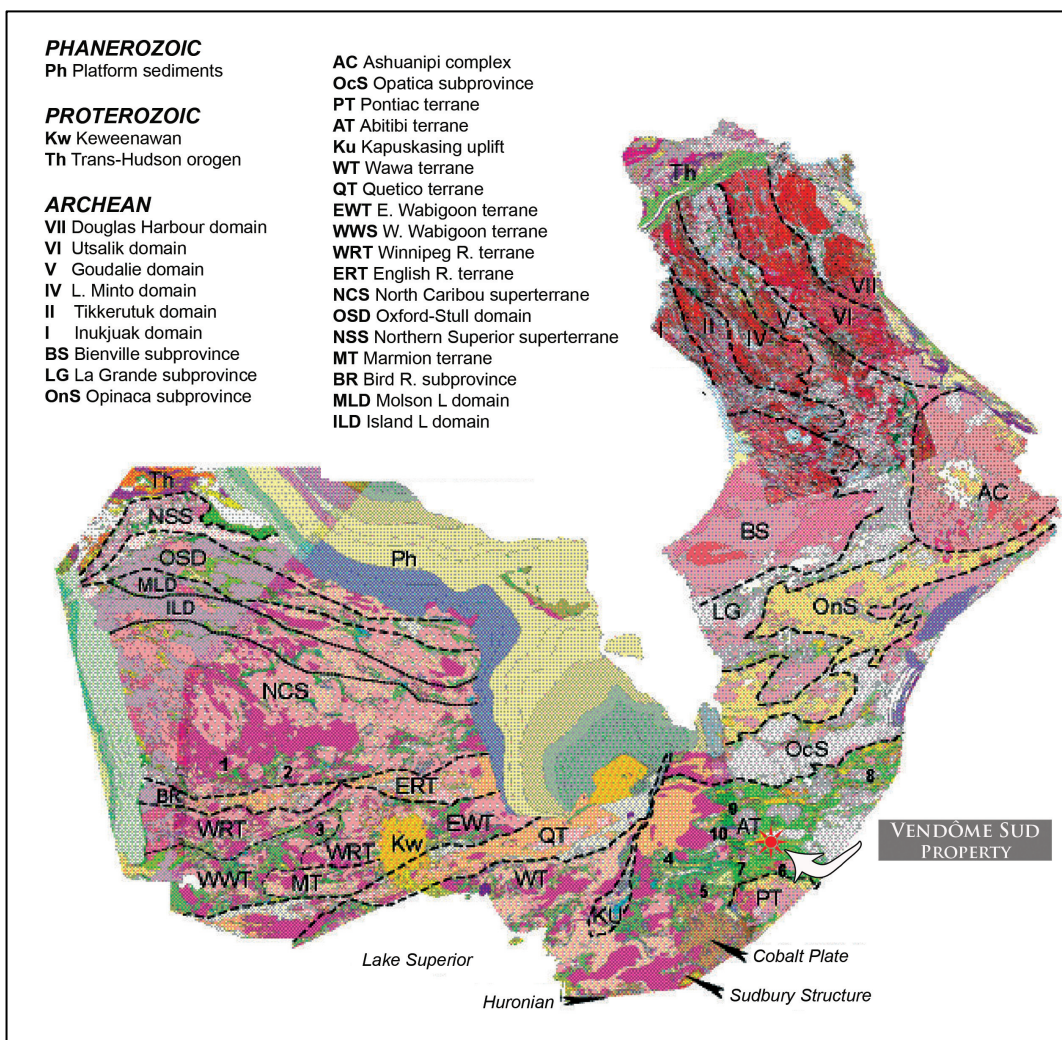 PHANEROZOIC
Ph Platform sediments
PROTEROZOIC
Kw Keweenawan
Th Trans-Hudson orogen
ARCHEAN
VII Douglas Harbour domain
VI Utsalik domain
V Goudalie domain
IV L. Minto domain
II Tikkerutuk domain
I Inukjuak domain
BS Bienville subprovince
LG La Grande subprovince
OnS Opinaca subprovince
AC Ashuanipi complex
OcS Opatica subprovince
PT Pontiac terrane
AT Abitibi terrane
Ku Kapuskasing uplift
WT Wawa terrane
QT Quetico terrane
EWT E. Wabigoon terrane
WWS W. Wabigoon terrane
WRT Winnipeg R. terrane
ERT English R. terrane
NCS North Caribou superterrane
OSD Oxford-Stull domain
NSS Northern Superior superterrane
MT Marmion terrane
BR Bird R. subprovince
MLD Molson L domain
ILD Island L domain
Th
VII
I
II
IV
V
VI
Th
NSS
OSD
MLD
ILD
Ph
BS
AC
LG
OnS
NCS
OcS
1
2
8
BR
ERT
WRT
3
EWT
QT
9
10
AT
Kw
WRT
WWT
MT
WT
4
7
6
5
PT
KU
VENDÔME SUD
PROPERTY
Lake Superior
Cobalt Plate
Huronian
Sudbury Structure